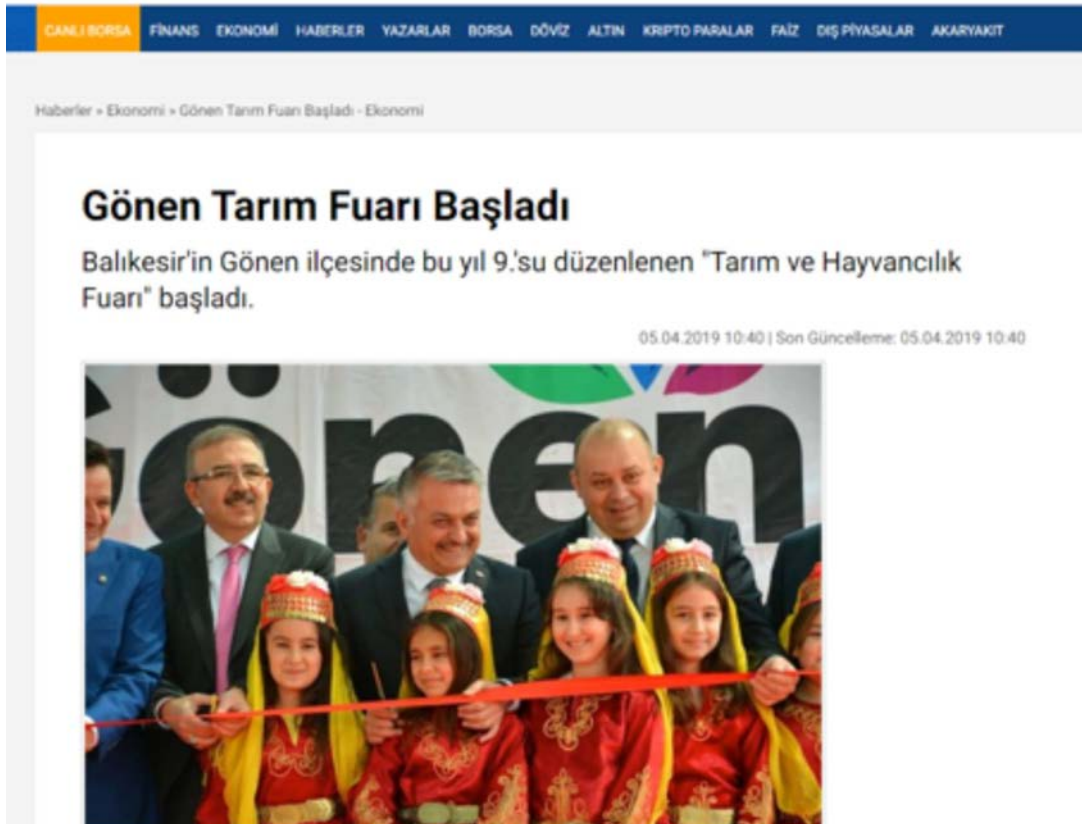 CANLI BORSA FİNANS EKONOMİ HABERLER YAZARLAR BORSA DÖVİZ ALTIN KRİPTO PARALAR FAİZ DIŞ PİYASALAR AKARYAKIT
Haberler » Ekonomi » Gönen Tarım Fuarı Başladı - Ekonomi
Gönen Tarım Fuarı Başladı
Balıkesir'in Gönen ilçesinde bu yıl 9.'su düzenlenen "Tarım ve Hayvancılık
Fuarı" başladı.
05.04.2019 10:40 | Son Güncelleme: 05.04.2019 10:40
Gönen